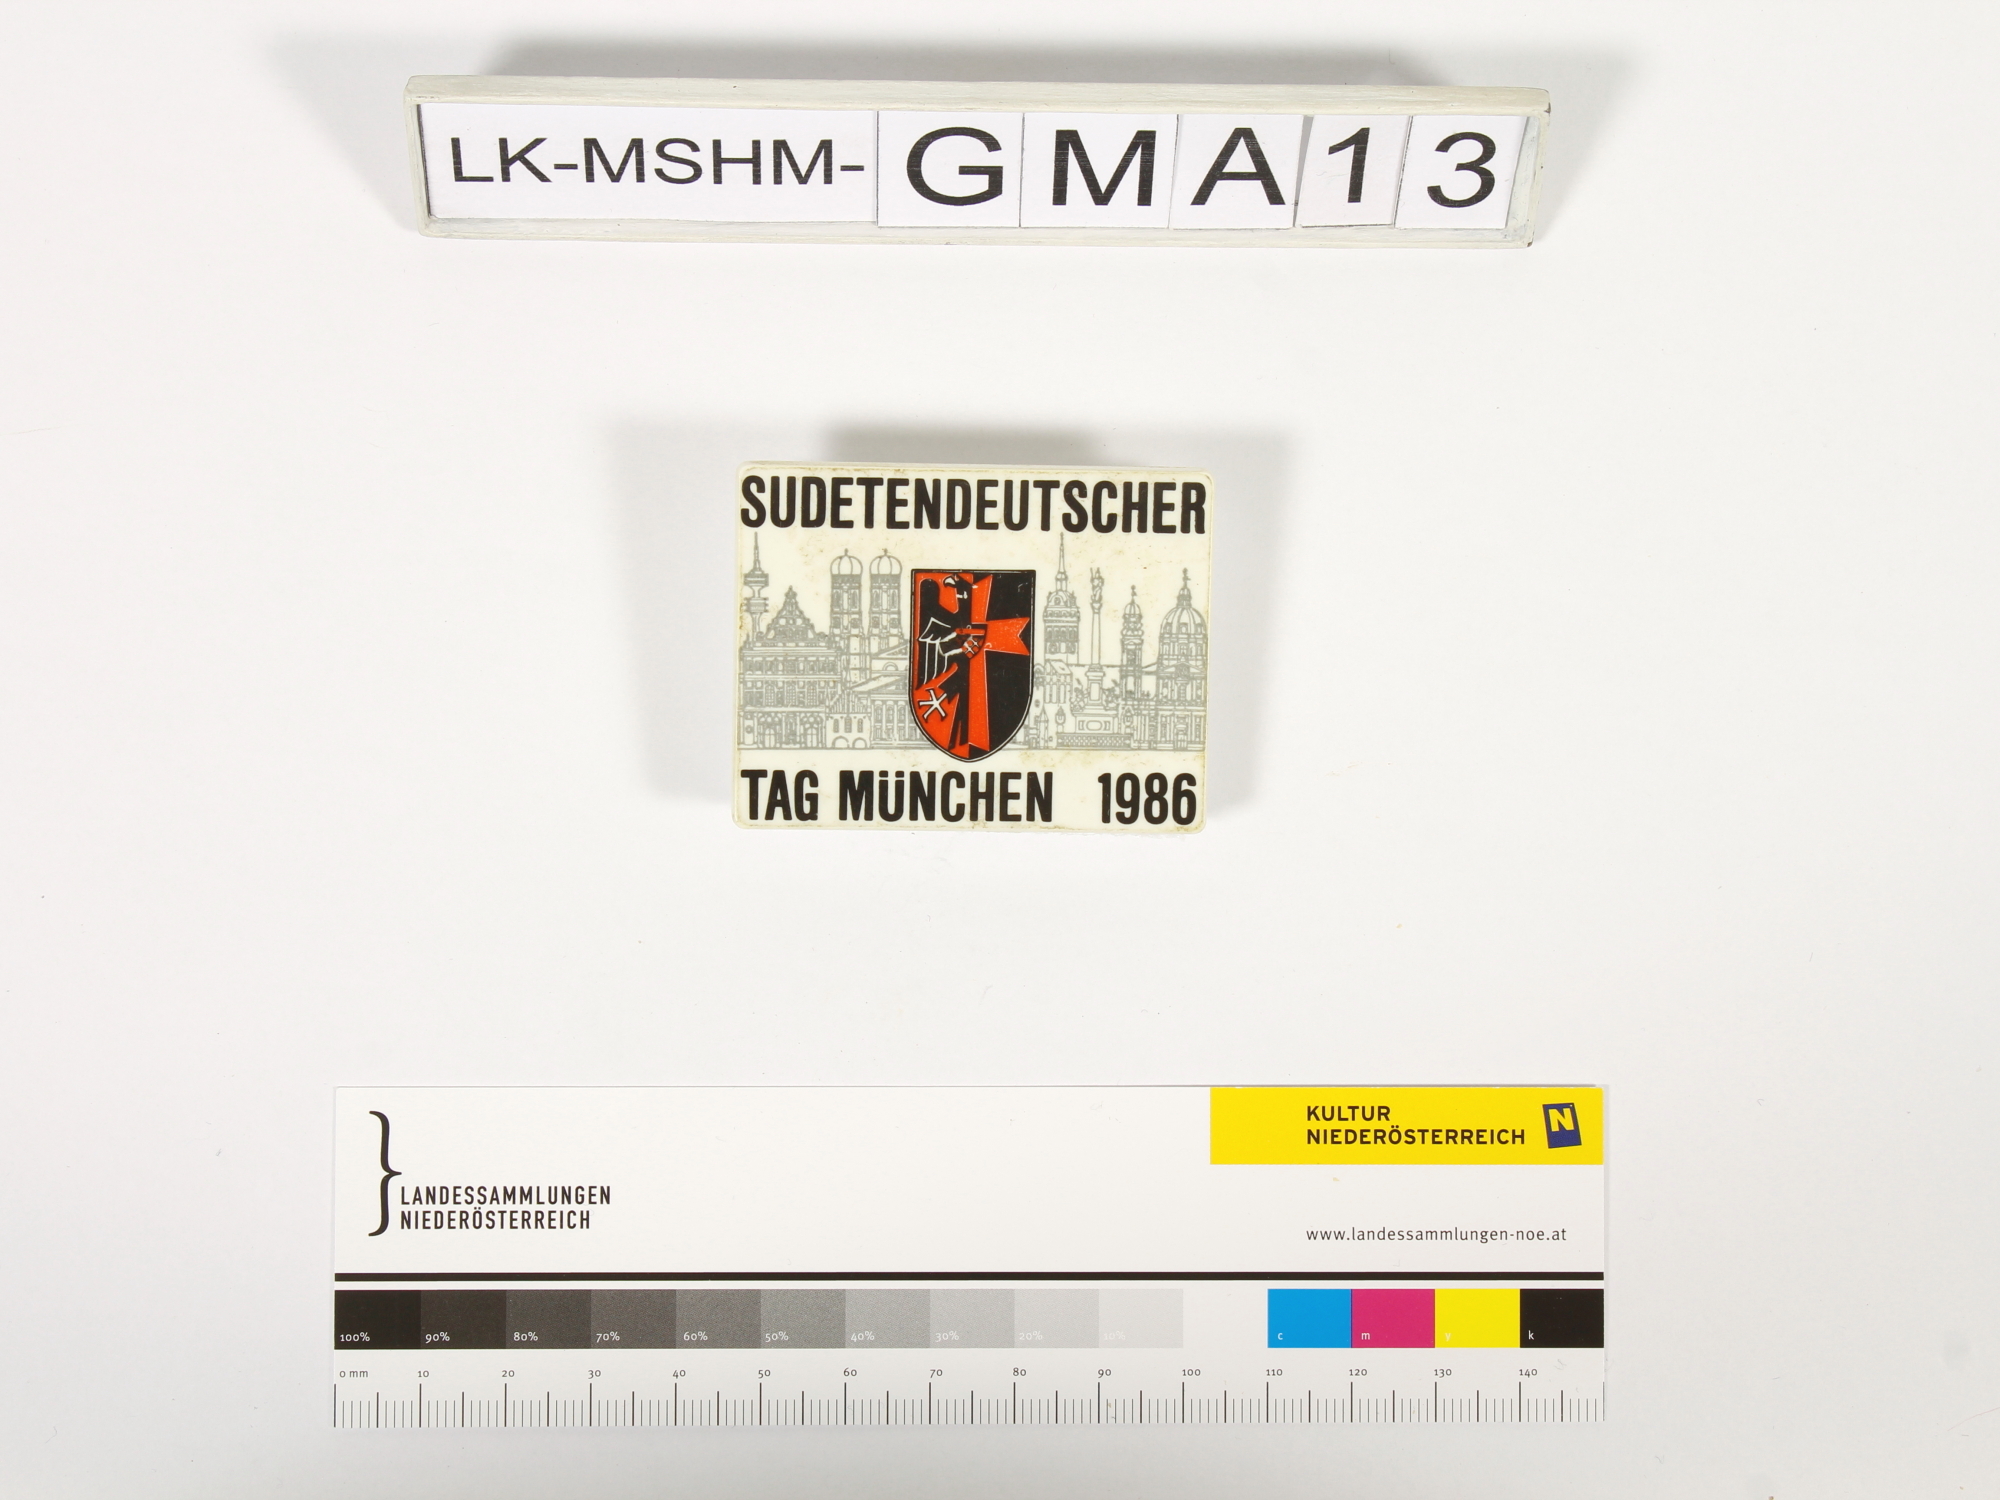 LK-MSHM-GMA13
SUDETENDEUTSCHER
TAG MÜNCHEN 1986
KULTUR
NIEDERÖSTERREICH
N
LANDESSAMMLUNGEN
NIEDERÖSTERREICH
www.landessammlungen-noe.at
100% 90% 80% 70% 60% 50% 40% 30% 20% 10% c m y k
0 mm 10 20 30 40 50 60 70 80 90 100 110 120 130 140